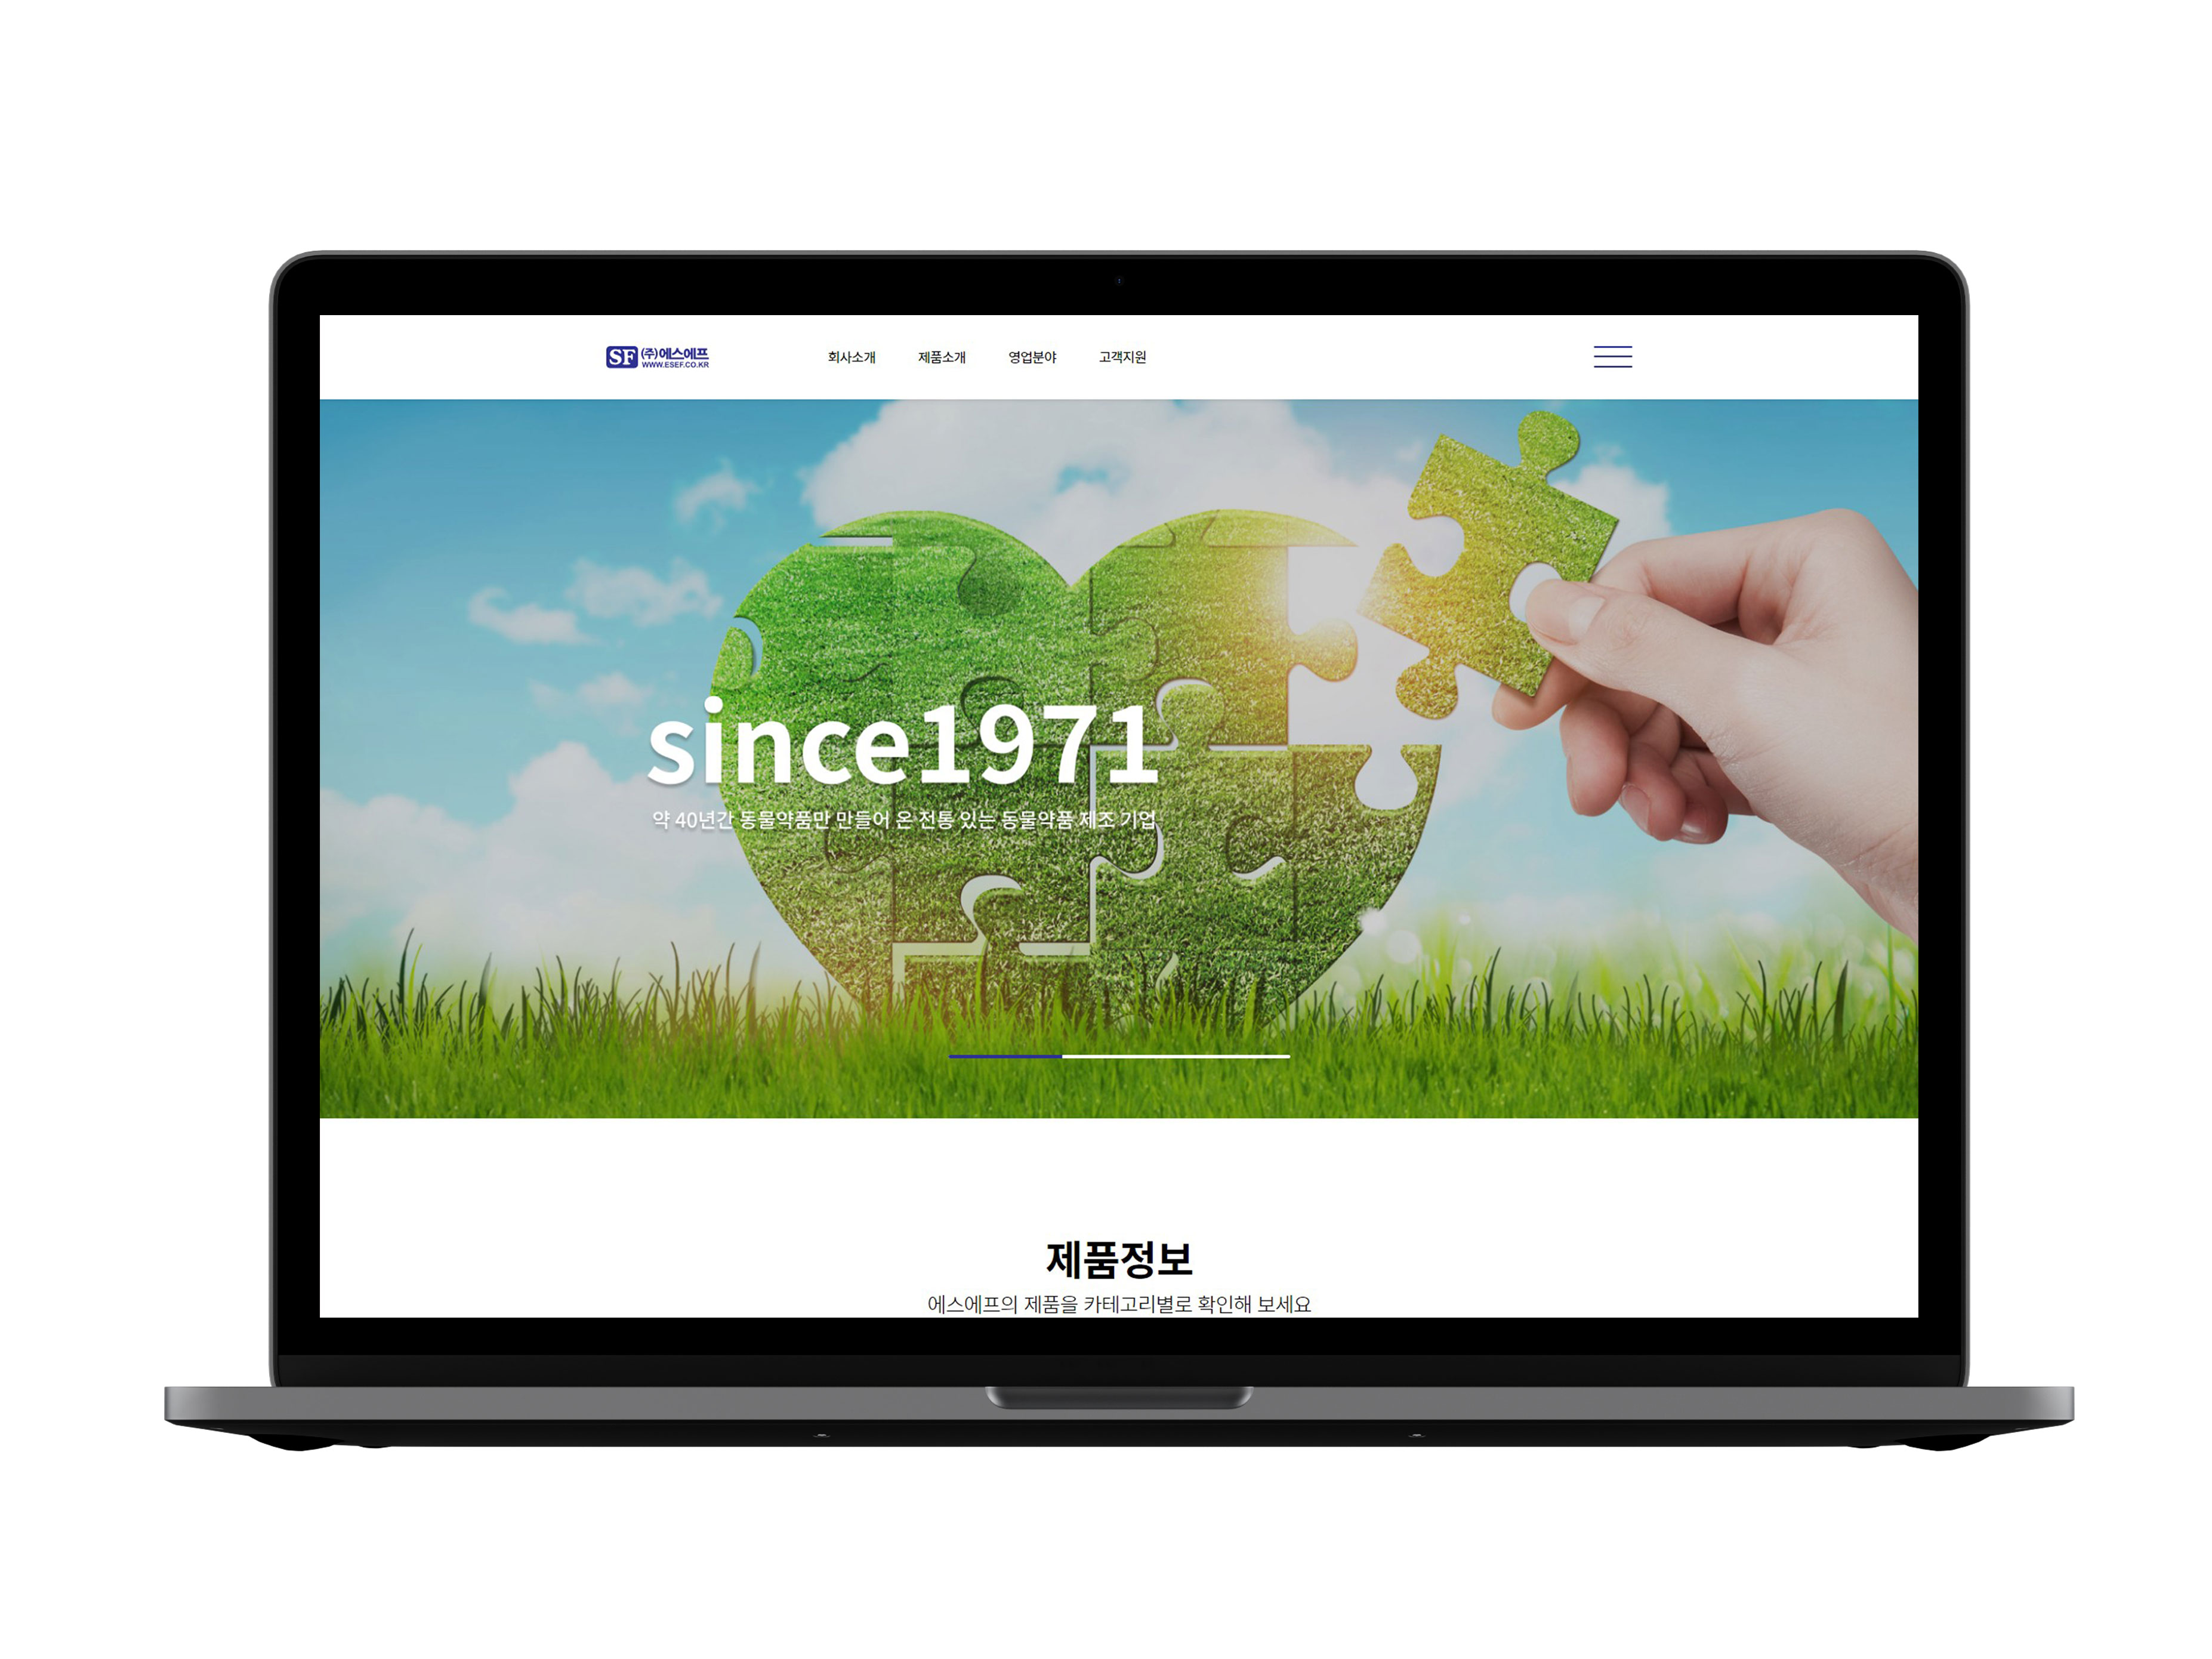 SF (주)에스에프
WWW.ESEF.CO.KR
회사소개 제품소개 영업분야 고객지원
since1971
약 40년간 동물약품만 만들어 온 전통 있는 동물약품 제조 기업
제품정보
에스에프의 제품을 카테고리별로 확인해 보세요